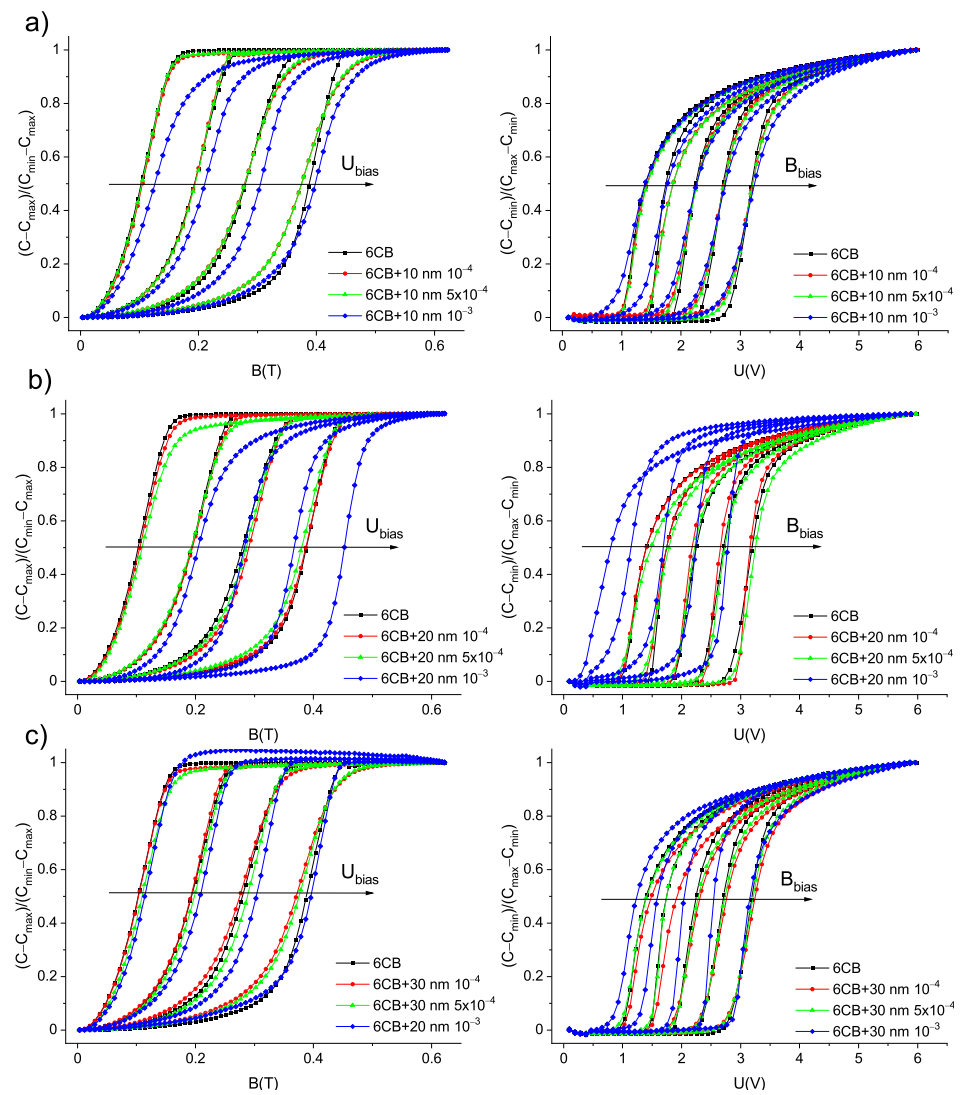 a)
(C−C_max)/(C_min−C_max)
1
0.8
0.6
0.4
0.2
0
0
0.2
0.4
0.6
B(T)
U_bias
6CB
6CB+10 nm 10⁻⁴
6CB+10 nm 5x10⁻⁴
6CB+10 nm 10⁻³
(C−C_min)/(C_max−C_min)
1
0.8
0.6
0.4
0.2
0
0
1
2
3
4
5
6
U(V)
B_bias
6CB
6CB+10 nm 10⁻⁴
6CB+10 nm 5x10⁻⁴
6CB+10 nm 10⁻³
b)
(C−C_max)/(C_min−C_max)
1
0.8
0.6
0.4
0.2
0
0
0.2
0.4
0.6
B(T)
U_bias
6CB
6CB+20 nm 10⁻⁴
6CB+20 nm 5x10⁻⁴
6CB+20 nm 10⁻³
(C−C_min)/(C_max−C_min)
1
0.8
0.6
0.4
0.2
0
0
1
2
3
4
5
6
U(V)
B_bias
6CB
6CB+20 nm 10⁻⁴
6CB+20 nm 5x10⁻⁴
6CB+20 nm 10⁻³
c)
(C−C_max)/(C_min−C_max)
1
0.8
0.6
0.4
0.2
0
0
0.2
0.4
0.6
B(T)
U_bias
6CB
6CB+30 nm 10⁻⁴
6CB+30 nm 5x10⁻⁴
6CB+20 nm 10⁻³
(C−C_min)/(C_max−C_min)
1
0.8
0.6
0.4
0.2
0
0
1
2
3
4
5
6
U(V)
B_bias
6CB
6CB+30 nm 10⁻⁴
6CB+30 nm 5x10⁻⁴
6CB+30 nm 10⁻³